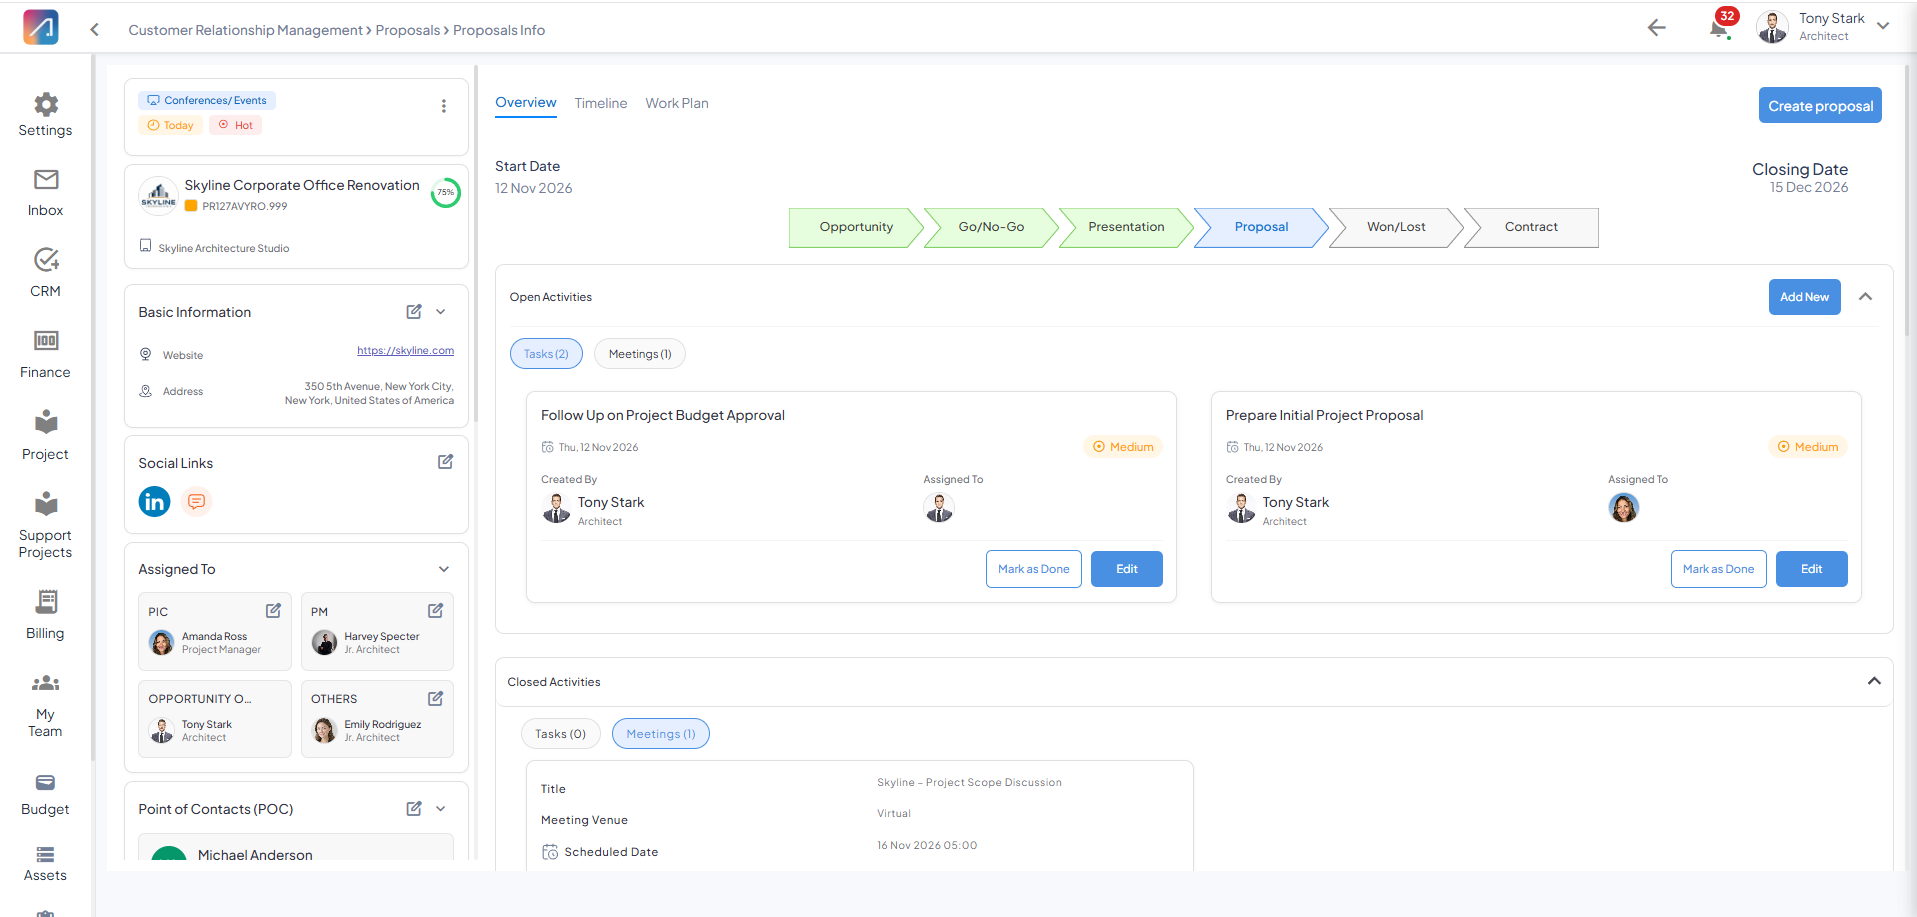 Customer Relationship Management > Proposals > Proposals Info
32
Tony Stark
Architect
Settings
Inbox
CRM
Finance
Project
Support
Projects
Billing
My
Team
Budget
Assets
Conferences/ Events
Today
Hot
SKYLINE
Skyline Corporate Office Renovation
75%
PR127AVYRO.999
Skyline Architecture Studio
Basic Information
Website
https://skyline.com
Address
350 5th Avenue, New York City,
New York, United States of America
Social Links
in
Assigned To
PIC
Amanda Ross
Project Manager
PM
Harvey Specter
Jr. Architect
OPPORTUNITY O...
Tony Stark
Architect
OTHERS
Emily Rodriguez
Jr. Architect
Point of Contacts (POC)
Michael Anderson
Overview
Timeline
Work Plan
Create proposal
Start Date
12 Nov 2026
Closing Date
15 Dec 2026
Opportunity
Go/No-Go
Presentation
Proposal
Won/Lost
Contract
Open Activities
Add New
Tasks (2)
Meetings (1)
Follow Up on Project Budget Approval
Thu, 12 Nov 2026
Medium
Created By
Tony Stark
Architect
Assigned To
Mark as Done
Edit
Prepare Initial Project Proposal
Thu, 12 Nov 2026
Medium
Created By
Tony Stark
Architect
Assigned To
Mark as Done
Edit
Closed Activities
Tasks (0)
Meetings (1)
Title
Skyline – Project Scope Discussion
Meeting Venue
Virtual
Scheduled Date
16 Nov 2026 05:00